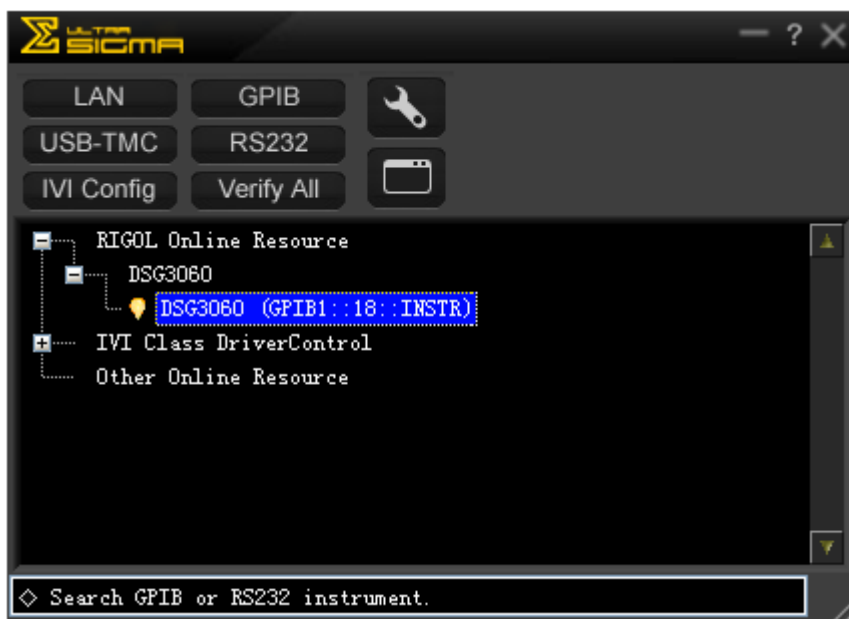 ULTRA
SIGMA
?
LAN GPIB
USB-TMC RS232
IVI Config Verify All
RIGOL Online Resource
DSG3060
DSG3060 (GPIB1::18::INSTR)
IVI Class DriverControl
Other Online Resource
Search GPIB or RS232 instrument.